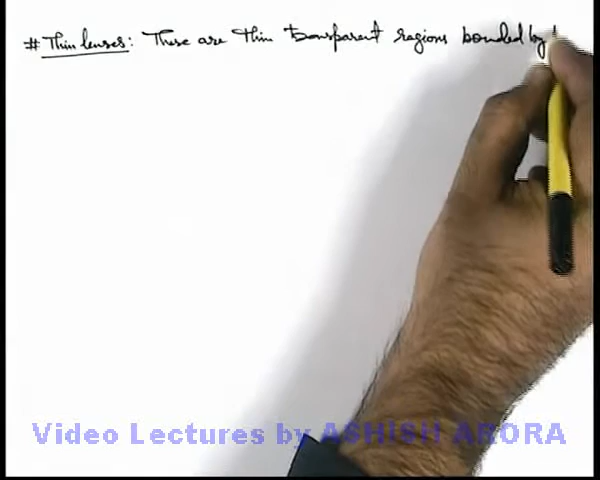 # Thin lenses: These are thin transparent regions bounded by
Video Lectures by ASHISH ARORA